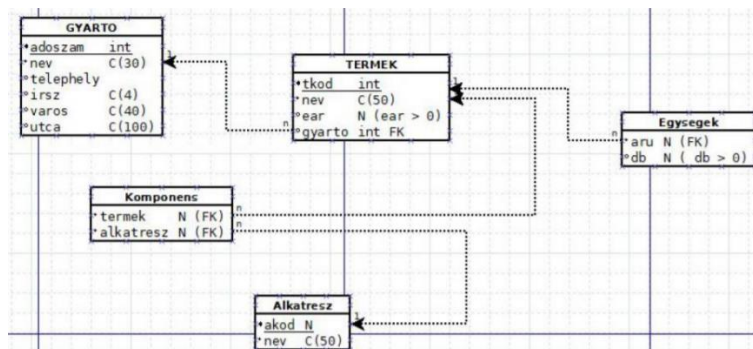 GYARTO
adoszam int
nev C(30)
telephely
irsz C(4)
varos C(40)
utca C(100)
1
TERMEK
tkod int
nev C(50)
ear N (ear > 0)
gyarto int FK
n
1
Egysegek
aru N (FK)
db N ( db > 0)
n
Komponens
termek N (FK)
alkatresz N (FK)
n
n
Alkatresz
akod N
nev C(50)
1